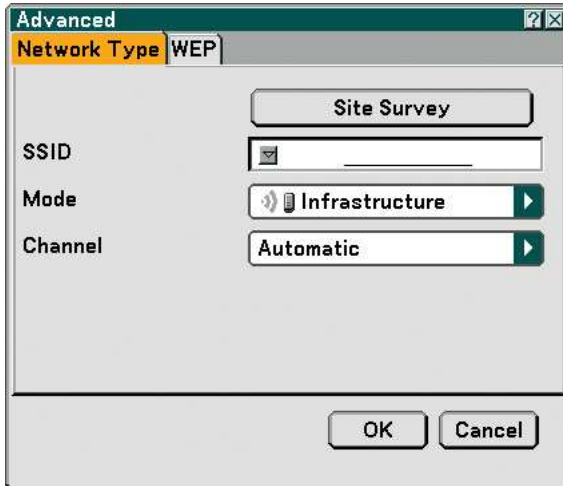 Advanced
Network Type WEP
Site Survey
SSID
Mode Infrastructure
Channel Automatic
OK Cancel